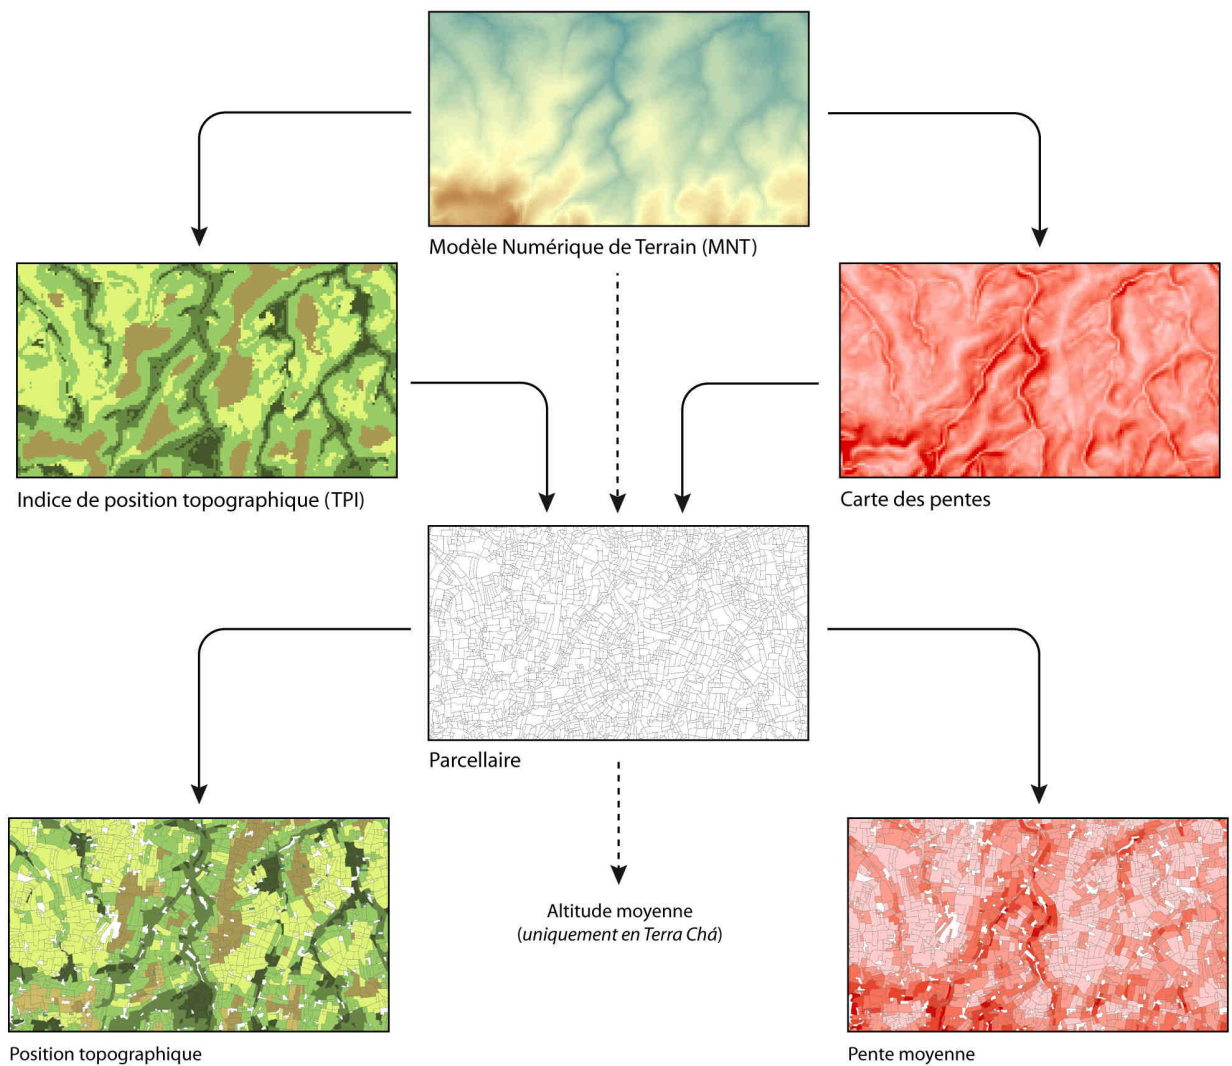 Modèle Numérique de Terrain (MNT)
Indice de position topographique (TPI)
Carte des pentes
Parcellaire
Altitude moyenne
(uniquement en Terra Chá)
Position topographique
Pente moyenne